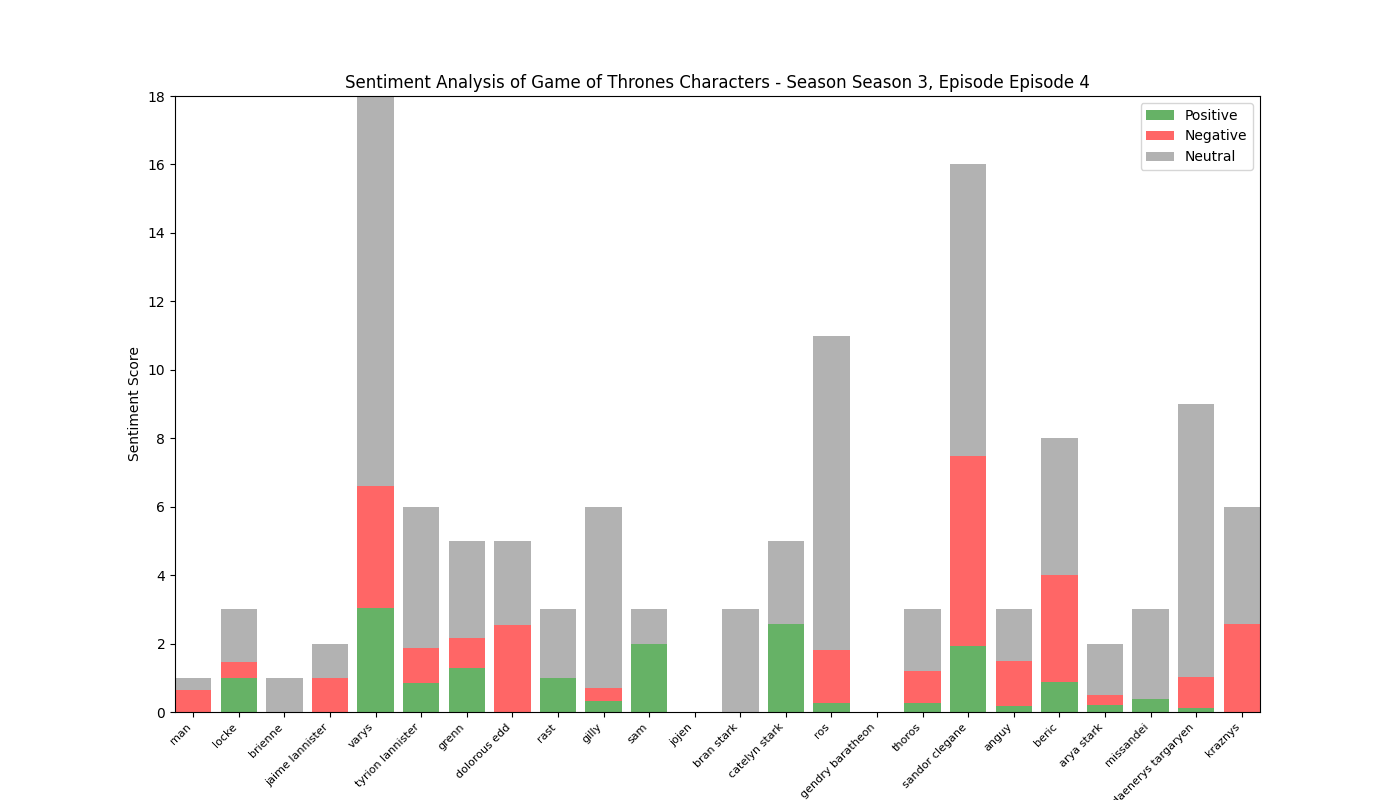 Sentiment Analysis of Game of Thrones Characters - Season Season 3, Episode Episode 4
18
16
14
12
10
8
6
4
2
0
Sentiment Score
Positive
Negative
Neutral
man
locke
brienne
jaime lannister
varys
tyrion lannister
grenn
dolorous edd
rast
gilly
sam
jojen
bran stark
catelyn stark
ros
gendry baratheon
thoros
sandor clegane
anguy
beric
arya stark
missandei
daenerys targaryen
kraznys